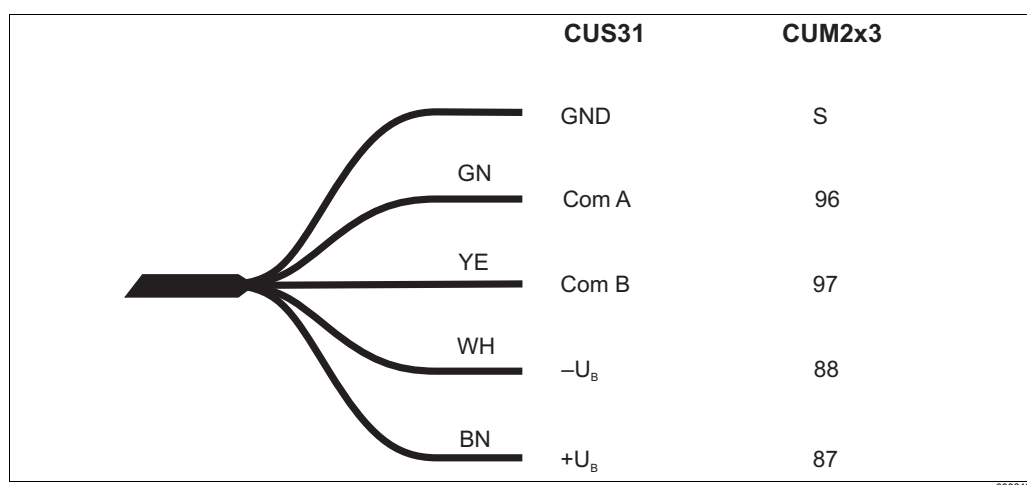 CUS31 CUM2x3
GND S
GN
Com A 96
YE
Com B 97
WH
–U_B 88
BN
+U_B 87